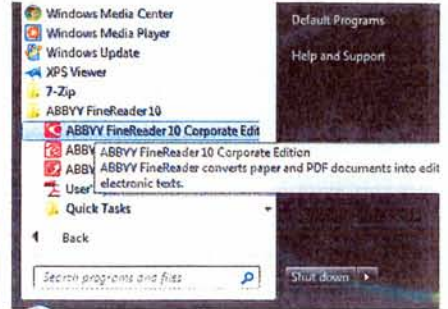 Windows Media Center
Windows Media Player
Windows Update
XPS Viewer
7-Zip
ABBYY FineReader 10
ABBYY FineReader 10 Corporate Edit
ABBY
ABBY
User'
Quick Tasks
Back
Search programs and files
ABBYY FineReader 10 Corporate Edition
ABBYY FineReader converts paper and PDF documents into edit
electronic texts.
Default Programs
Help and Support
Shut down